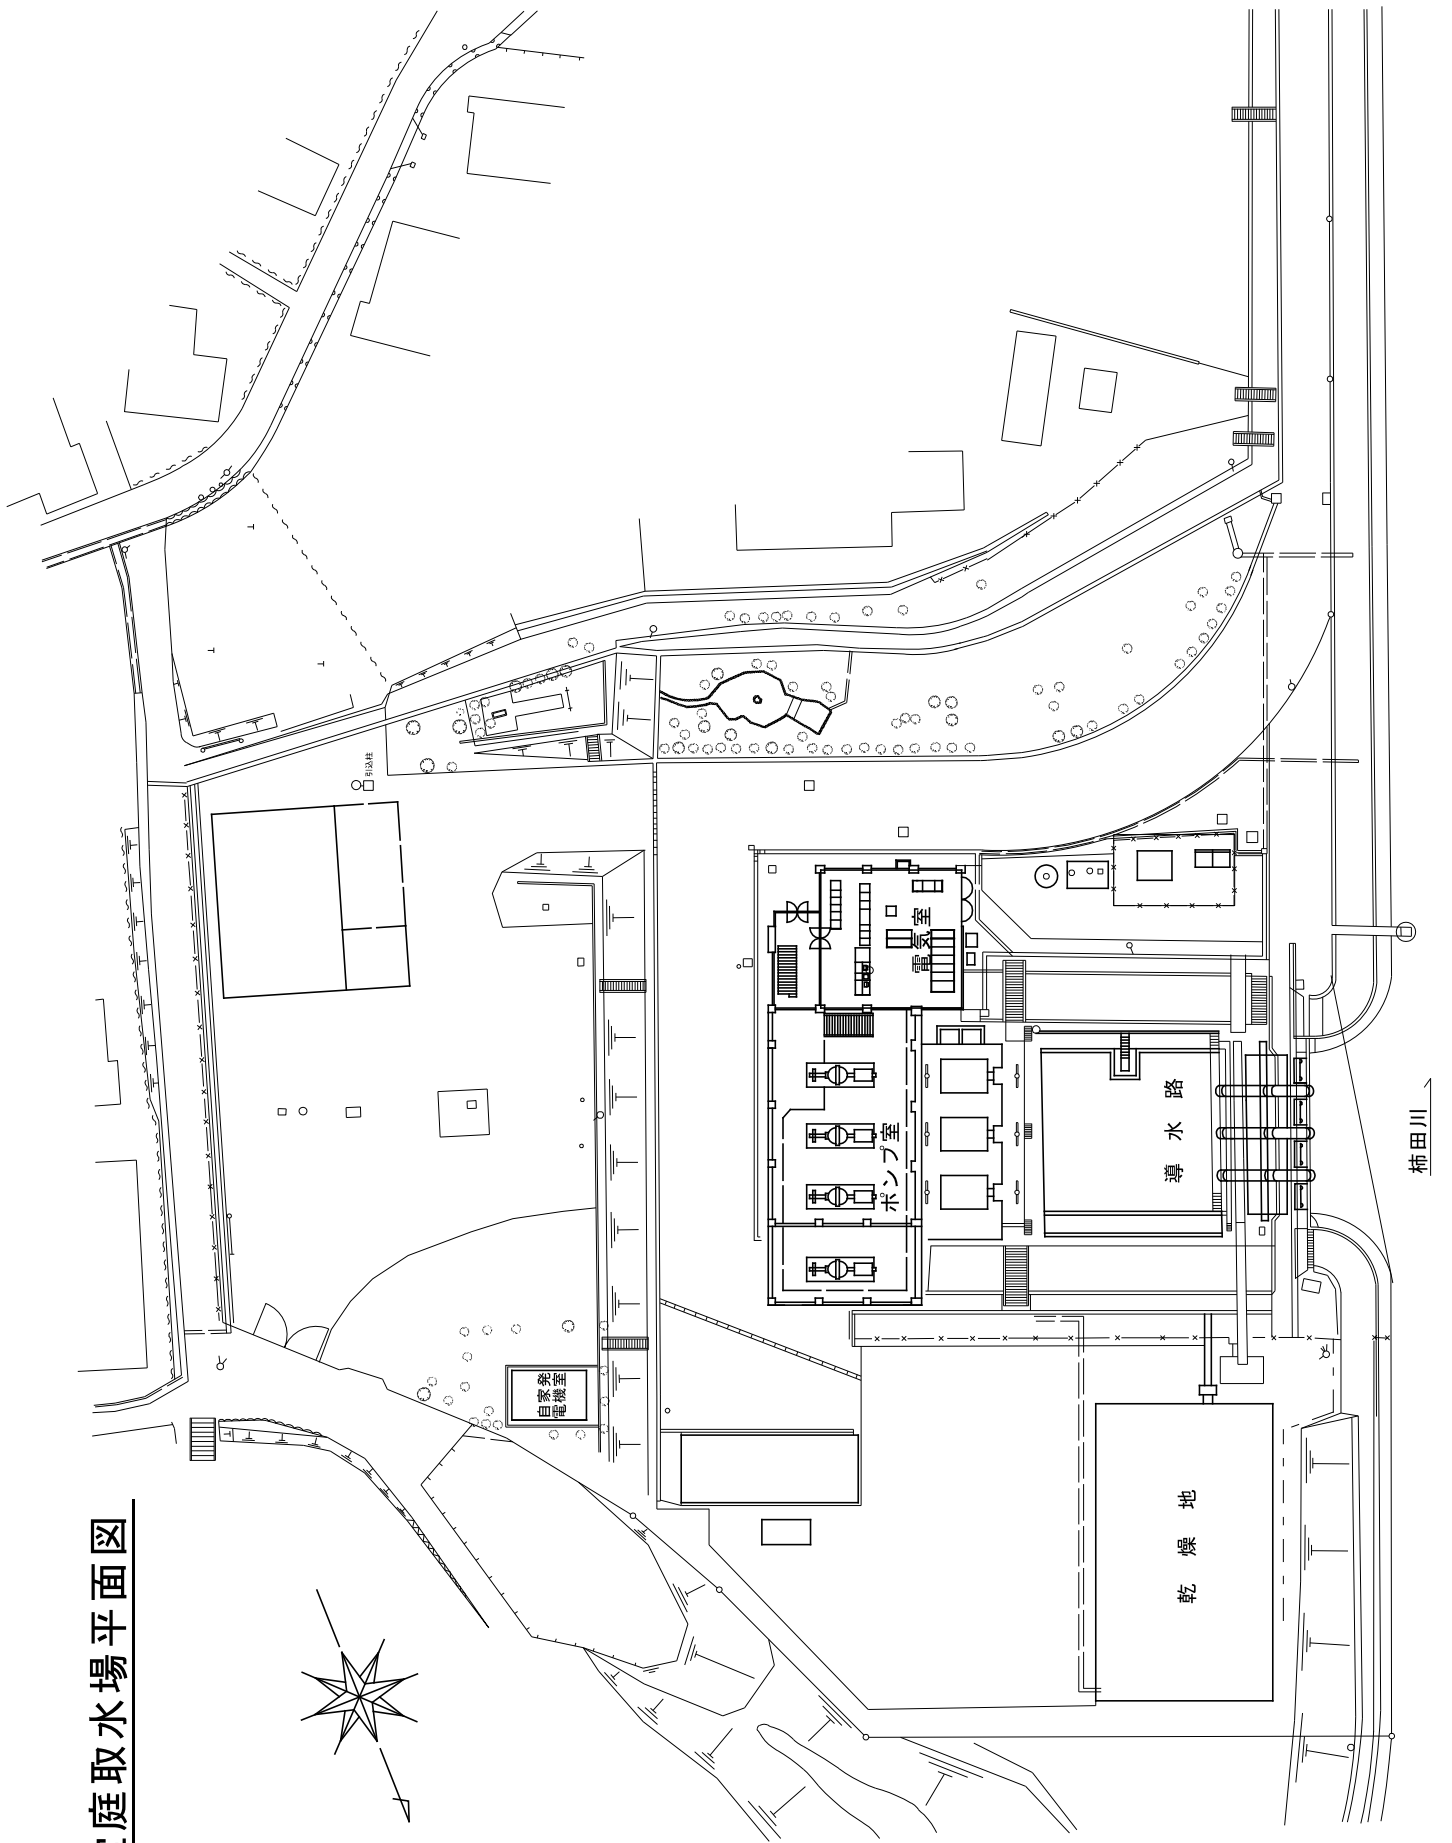 庭取水場平面図
引込柱
電気室
ポンプ室
導水路
柿田川
自家発
電機室
乾燥地